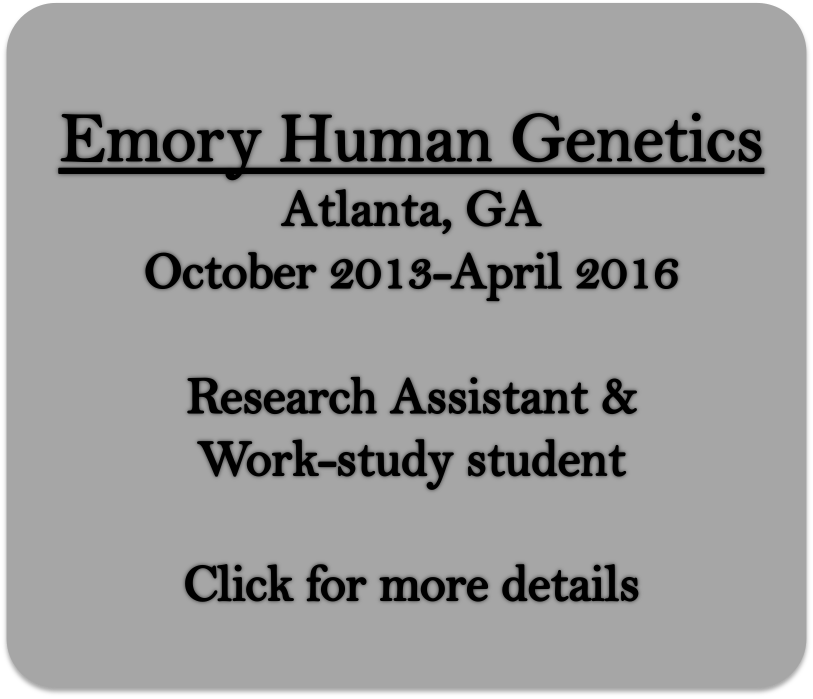 Emory Human Genetics
Atlanta, GA
October 2013-April 2016
Research Assistant &
Work-study student
Click for more details